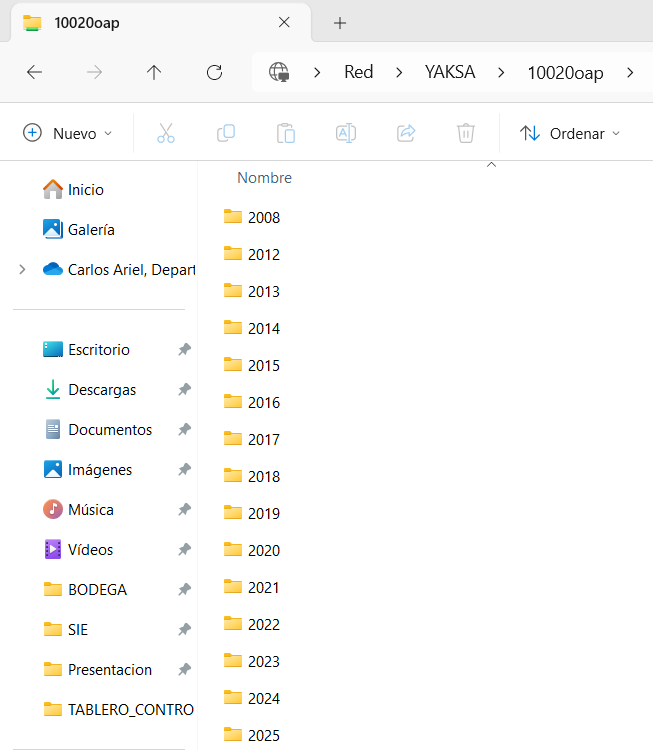 10020oap
Red YAKSA 10020oap
Nuevo Ordenar
Nombre
Inicio
Galería
Carlos Ariel, Depart
Escritorio
Descargas
Documentos
Imágenes
Música
Vídeos
BODEGA
SIE
Presentacion
TABLERO_CONTRO
2008
2012
2013
2014
2015
2016
2017
2018
2019
2020
2021
2022
2023
2024
2025